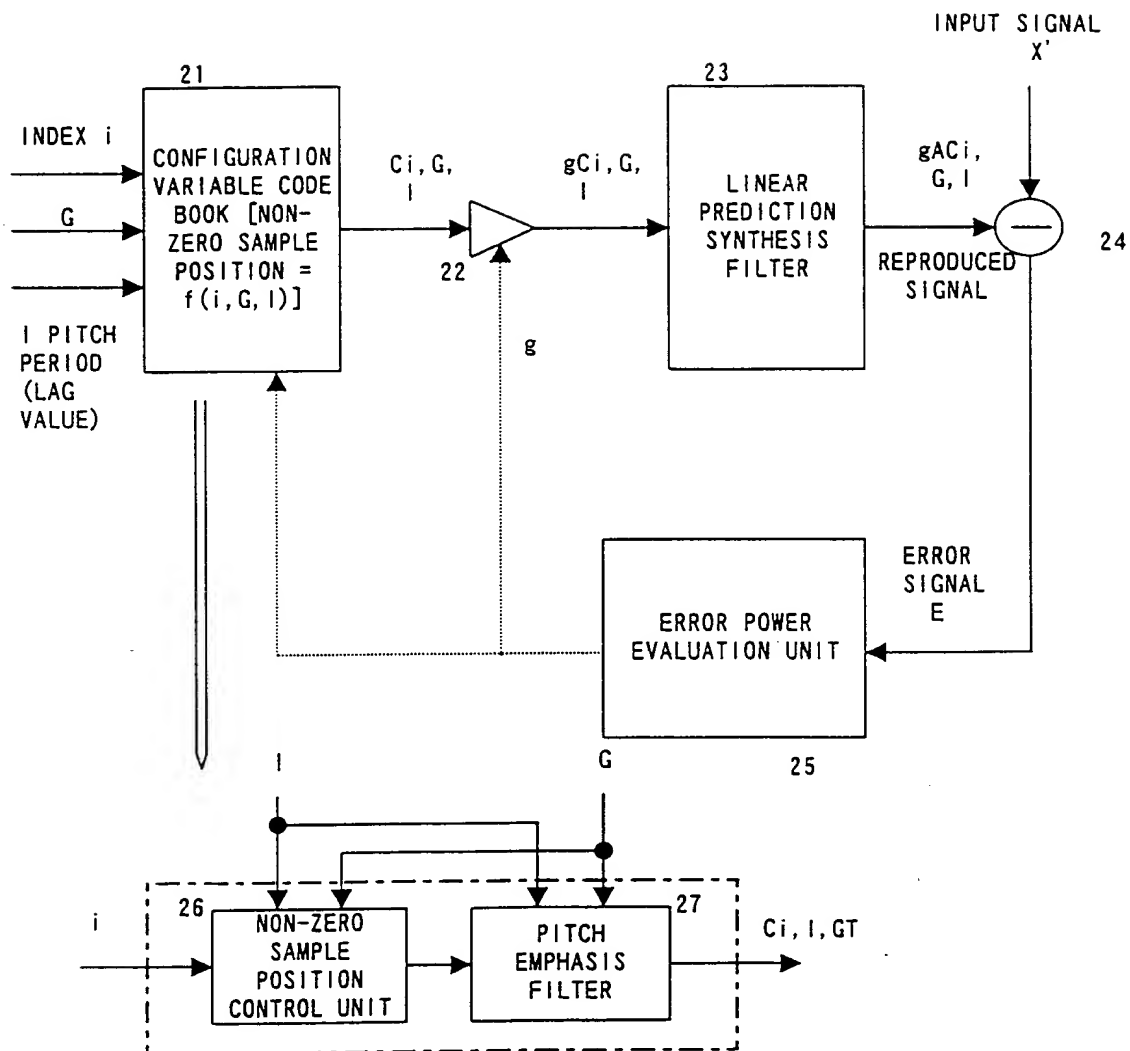 INPUT SIGNAL
X'
21
23
INDEX i
G
I PITCH
PERIOD
(LAG
VALUE)
CONFIGURATION
VARIABLE CODE
BOOK [NON-
ZERO SAMPLE
POSITION =
f(i,G,I)]
Ci,G,
I
22
gCi,G,
I
g
LINEAR
PREDICTION
SYNTHESIS
FILTER
gACi,
G,I
REPRODUCED
SIGNAL
24
ERROR
SIGNAL
E
ERROR POWER
EVALUATION UNIT
25
I
G
i
26
NON-ZERO
SAMPLE
POSITION
CONTROL UNIT
27
PITCH
EMPHASIS
FILTER
Ci,I,GT